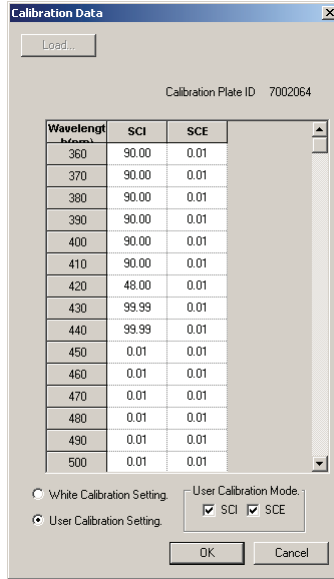 Calibration Data
Load...
Calibration Plate ID 7002064
Wavelengt
h(nm) SCI SCE
360 90.00 0.01
370 90.00 0.01
380 90.00 0.01
390 90.00 0.01
400 90.00 0.01
410 90.00 0.01
420 48.00 0.01
430 99.99 0.01
440 99.99 0.01
450 0.01 0.01
460 0.01 0.01
470 0.01 0.01
480 0.01 0.01
490 0.01 0.01
500 0.01 0.01
White Calibration Setting.
User Calibration Setting.
User Calibration Mode.
SCI SCE
OK Cancel